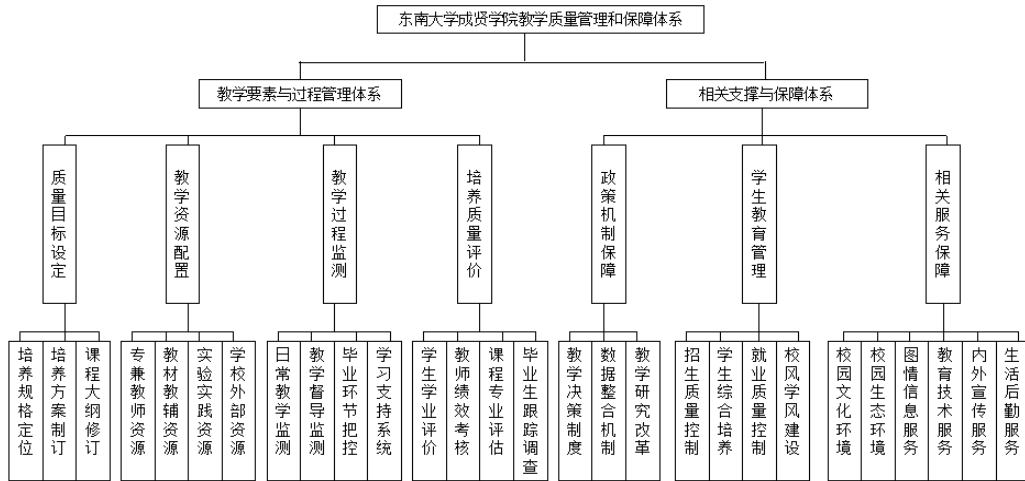 东南大学成贤学院教学质量管理和保障体系
教学要素与过程管理体系
相关支撑与保障体系
质量目标设定
教学资源配置
教学过程监测
培养质量评价
政策机制保障
学生教育管理
相关服务保障
培养规格定位
培养方案制订
课程大纲修订
专兼教师资源
教材教辅资源
实验实践资源
学校外部资源
日常教学监测
教学督导监测
毕业环节把控
学习支持系统
学生学业评价
教师绩效考核
课程专业评估
毕业生跟踪调查
教学决策制度
数据整合机制
教学研究改革
招生质量控制
学生综合培养
就业质量控制
校风学风建设
校园文化环境
校园生态环境
图情信息服务
教育技术服务
内外宣传服务
生活后勤服务